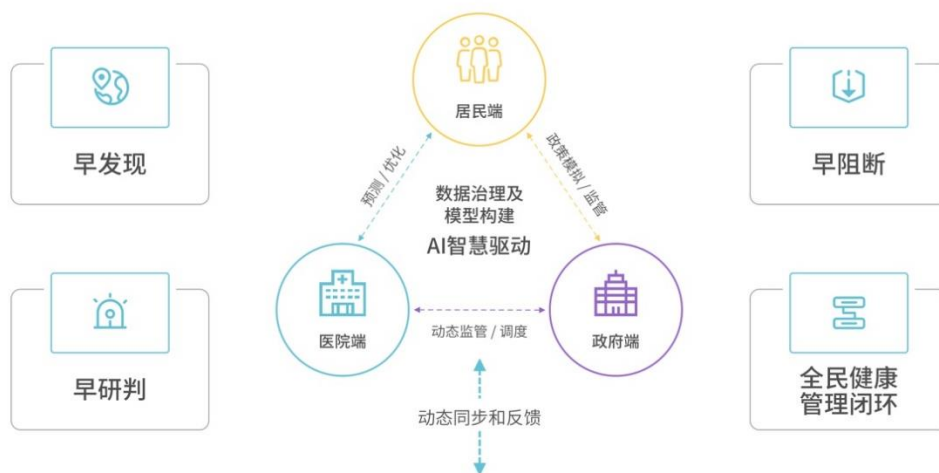 居民端
早发现
早阻断
预测 / 优化
政策模拟 / 监管
数据治理及
模型构建
AI智慧驱动
医院端
动态监管 / 调度
政府端
早研判
全民健康
管理闭环
动态同步和反馈